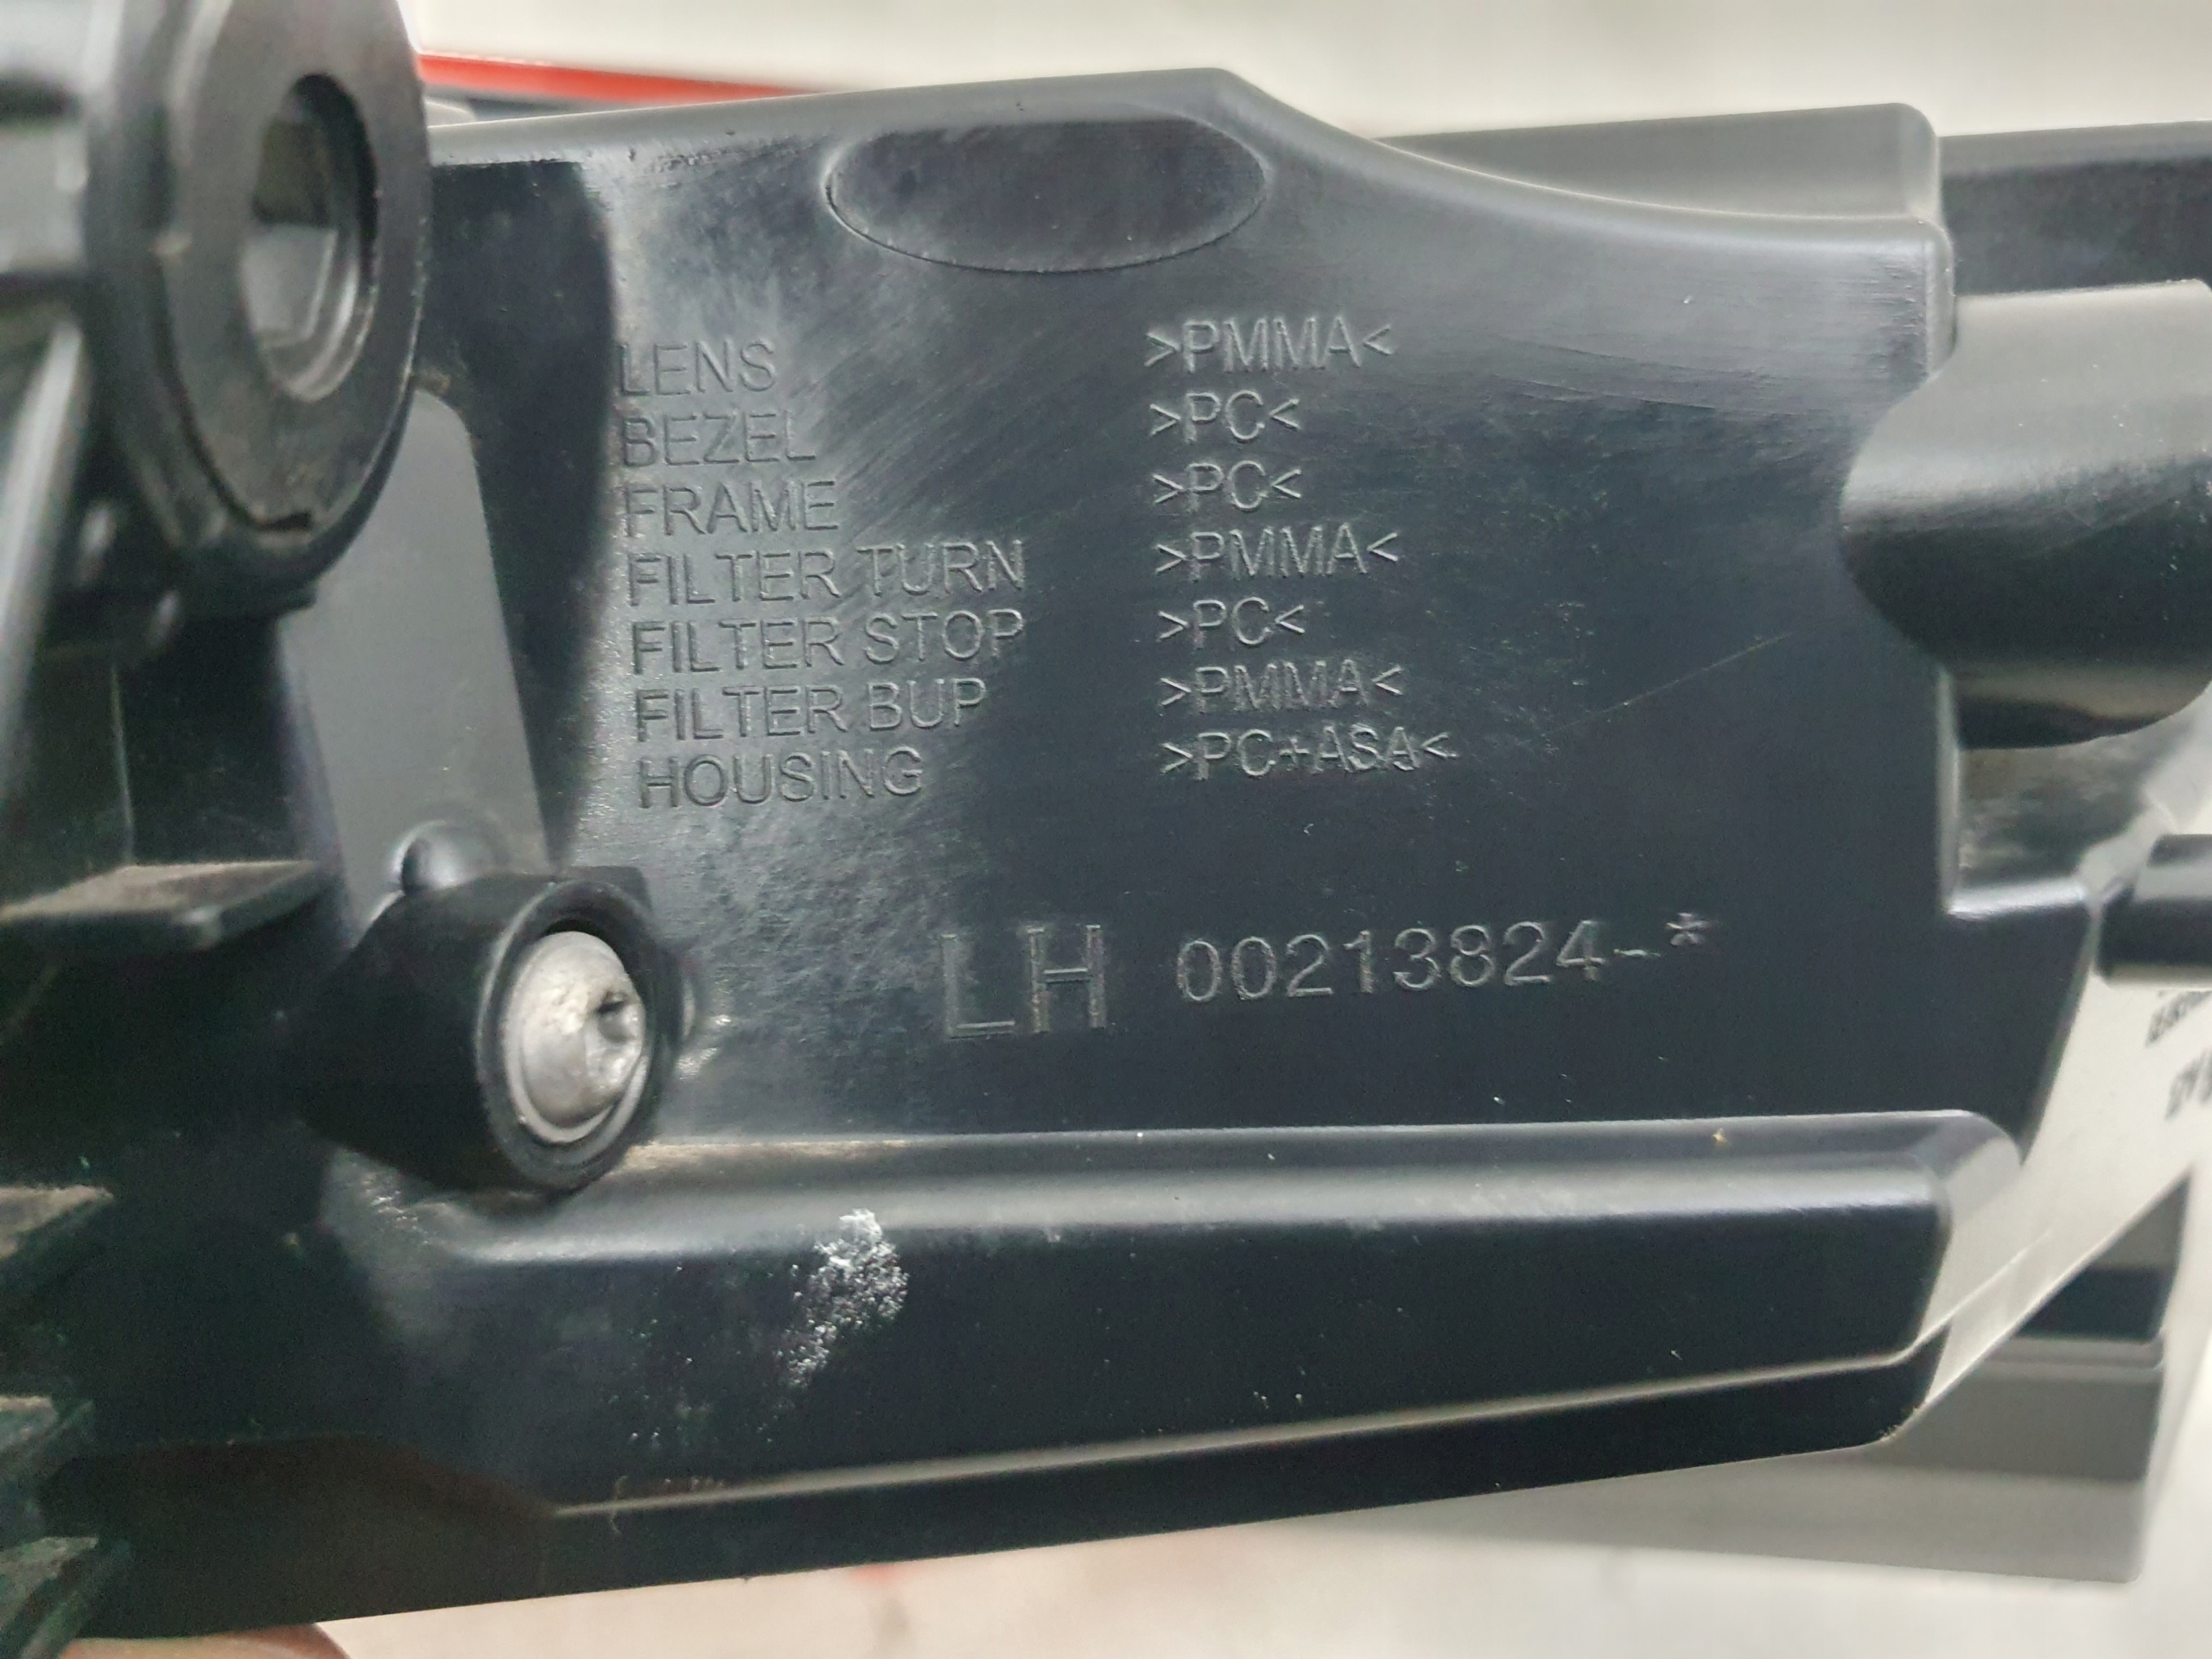 LENS >PMMA<
BEZEL >PC<
FRAME >PC<
FILTER TURN >PMMA<
FILTER STOP >PC<
FILTER BUP >PMMA<
HOUSING >PC+ASA<
LH 00213824-*